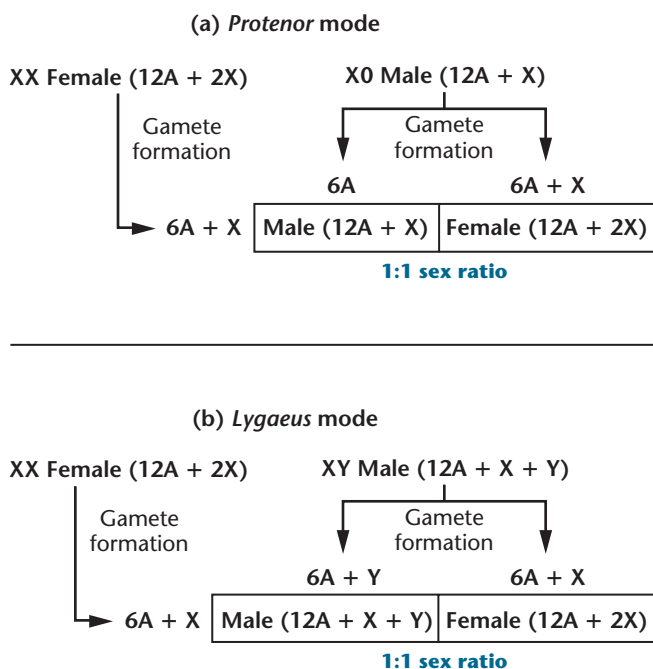 (a) Protenor mode
XX Female (12A + 2X)
X0 Male (12A + X)
Gamete
formation
Gamete
formation
6A
6A + X
6A + X
Male (12A + X)
Female (12A + 2X)
1:1 sex ratio
(b) Lygaeus mode
XX Female (12A + 2X)
XY Male (12A + X + Y)
Gamete
formation
Gamete
formation
6A + Y
6A + X
6A + X
Male (12A + X + Y)
Female (12A + 2X)
1:1 sex ratio